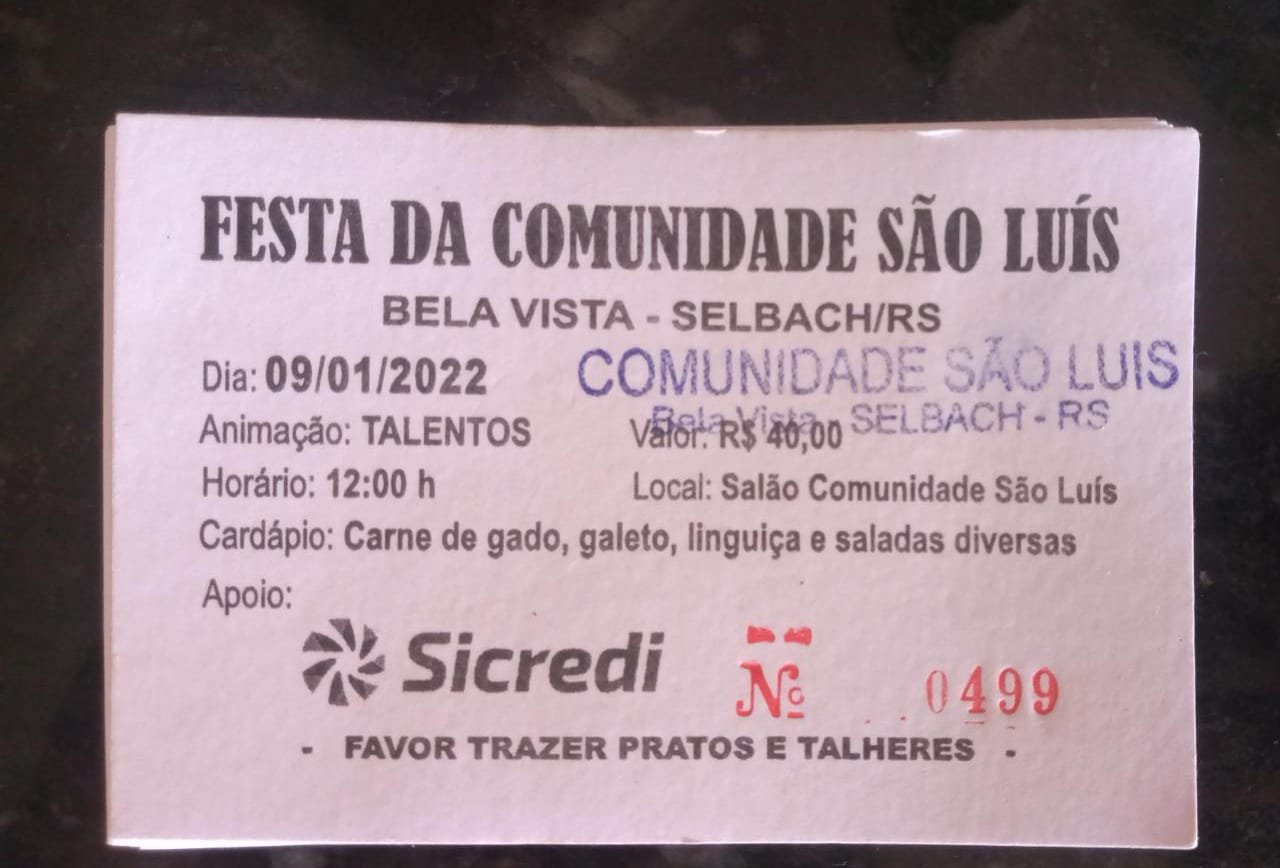 FESTA DA COMUNIDADE SÃO LUÍS
BELA VISTA - SELBACH/RS
Dia: 09/01/2022
COMUNIDADE SÃO LUIS
Bela Vista - SELBACH - RS
Animação: TALENTOS
Valor: R$ 40,00
Horário: 12:00 h
Local: Salão Comunidade São Luís
Cardápio: Carne de gado, galeto, linguiça e saladas diversas
Apoio:
Sicredi
Nº 0499
- FAVOR TRAZER PRATOS E TALHERES -